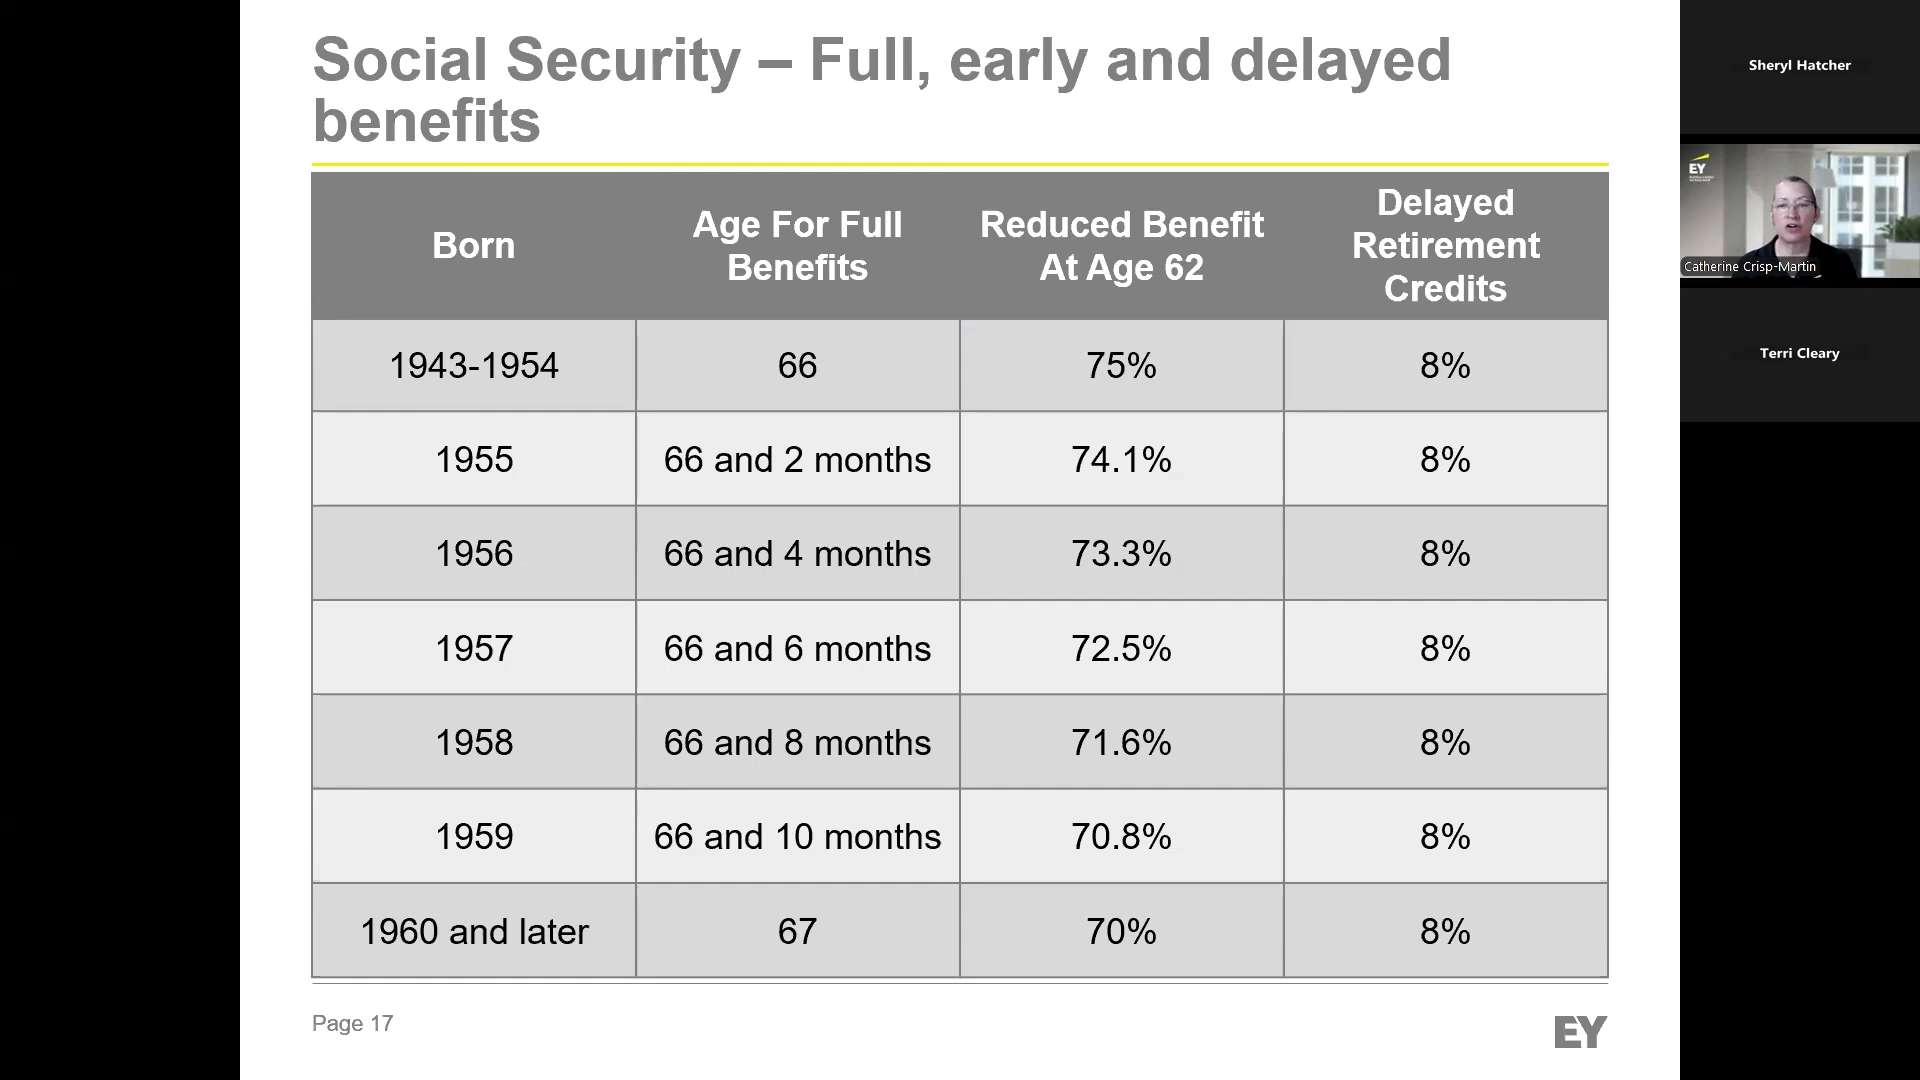 Social Security – Full, early and delayed
benefits
Born
Age For Full
Benefits
Reduced Benefit
At Age 62
Delayed
Retirement
Credits
1943-1954
66
75%
8%
1955
66 and 2 months
74.1%
8%
1956
66 and 4 months
73.3%
8%
1957
66 and 6 months
72.5%
8%
1958
66 and 8 months
71.6%
8%
1959
66 and 10 months
70.8%
8%
1960 and later
67
70%
8%
Page 17
EY
Sheryl Hatcher
EY
Catherine Crisp-Martin
Terri Cleary